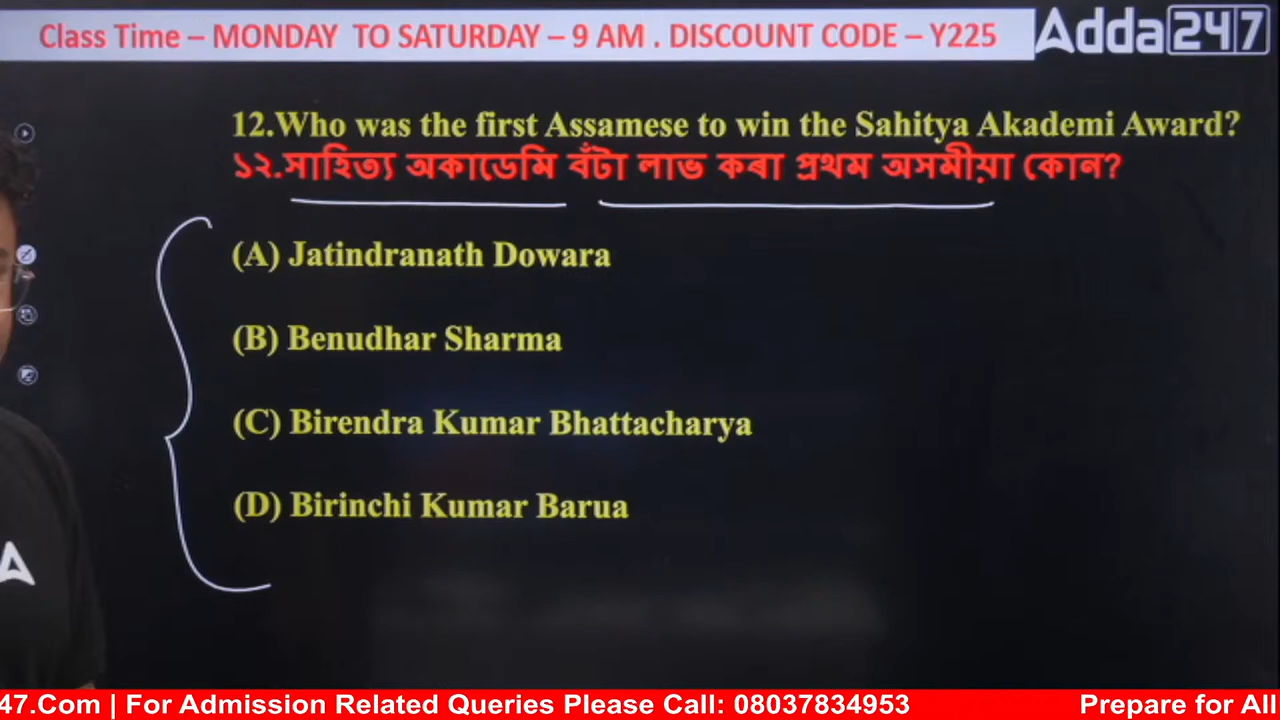 Class Time – MONDAY TO SATURDAY – 9 AM . DISCOUNT CODE – Y225
Adda247
12.Who was the first Assamese to win the Sahitya Akademi Award?
১২.সাহিত্য অকাডেমি বঁটা লাভ কৰা প্ৰথম অসমীয়া কোন?
(A) Jatindranath Dowara
(B) Benudhar Sharma
(C) Birendra Kumar Bhattacharya
(D) Birinchi Kumar Barua
47.Com | For Admission Related Queries Please Call: 08037834953 Prepare for All